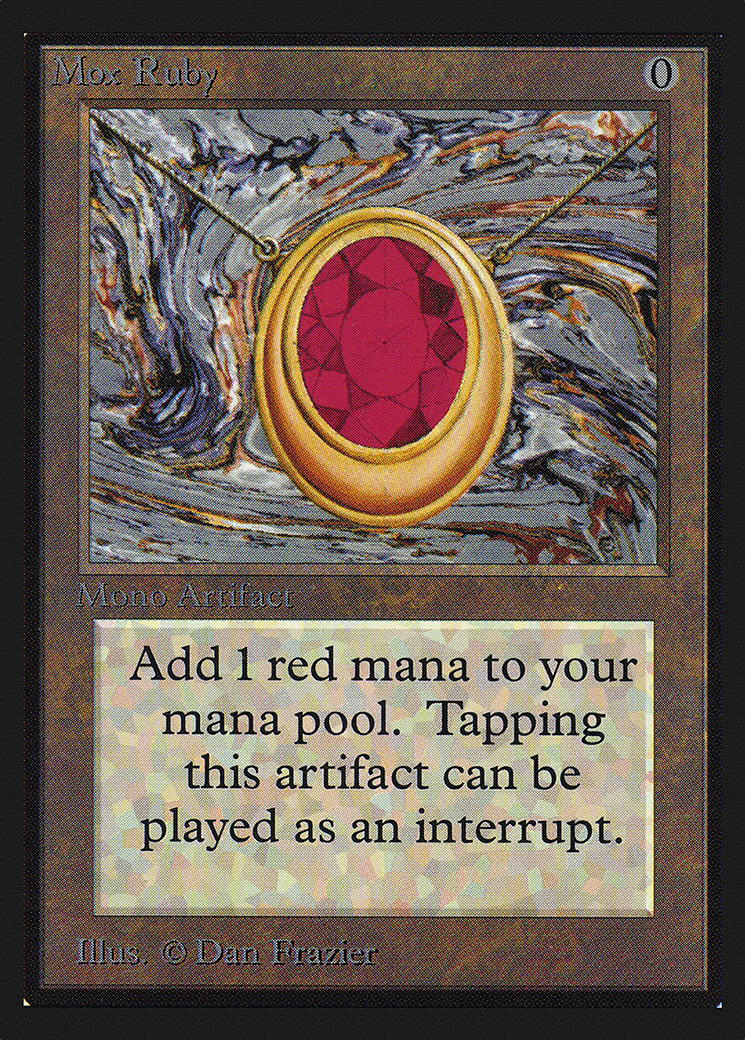 Mox Ruby
0
Mono Artifact
Add 1 red mana to your
mana pool. Tapping
this artifact can be
played as an interrupt.
Illus. © Dan Frazier